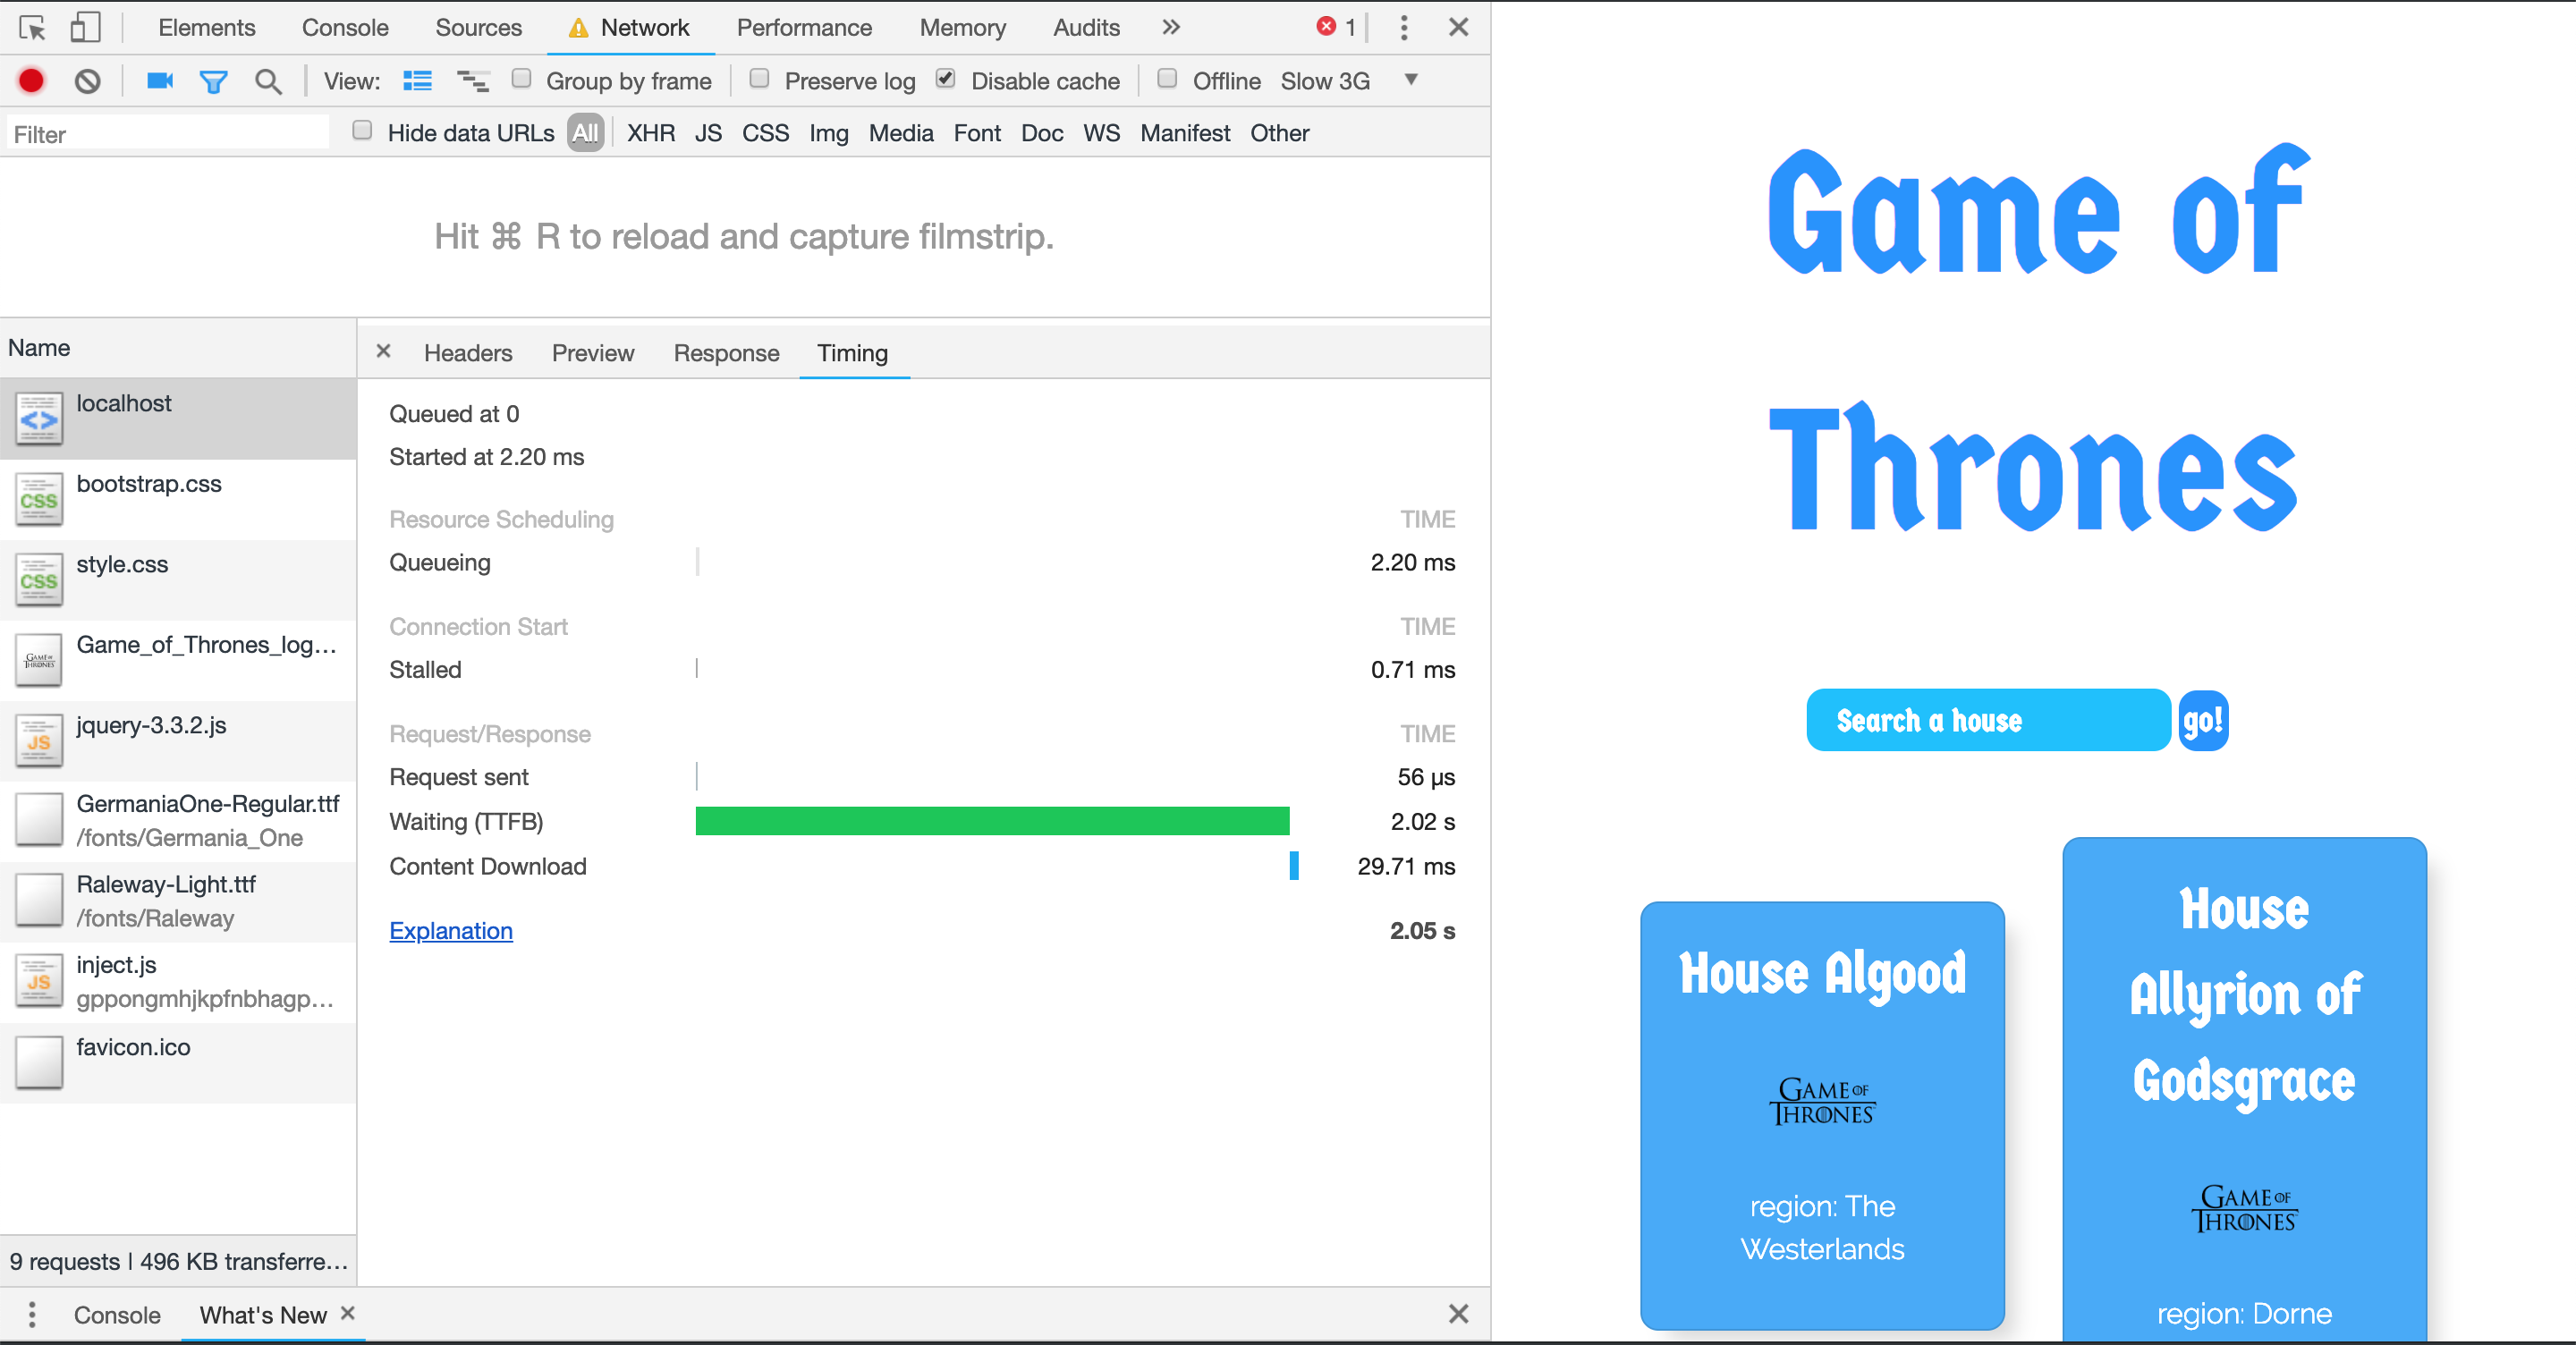 Elements Console Sources Network Performance Memory Audits » 1
View: Group by frame Preserve log Disable cache Offline Slow 3G
Filter Hide data URLs All XHR JS CSS Img Media Font Doc WS Manifest Other
Hit ⌘ R to reload and capture filmstrip.
Name
localhost
bootstrap.css
style.css
Game_of_Thrones_log...
jquery-3.3.2.js
GermaniaOne-Regular.ttf
/fonts/Germania_One
Raleway-Light.ttf
/fonts/Raleway
inject.js
gppongmhjkpfnbhagp...
favicon.ico
9 requests | 496 KB transferre...
Headers Preview Response Timing
Queued at 0
Started at 2.20 ms
Resource Scheduling TIME
Queueing 2.20 ms
Connection Start TIME
Stalled 0.71 ms
Request/Response TIME
Request sent 56 µs
Waiting (TTFB) 2.02 s
Content Download 29.71 ms
Explanation 2.05 s
Console What's New
Game of
Thrones
Search a house go!
House Algood
GAME OF
THRONES
region: The
Westerlands
House
Allyrion of
Godsgrace
GAME OF
THRONES
region: Dorne